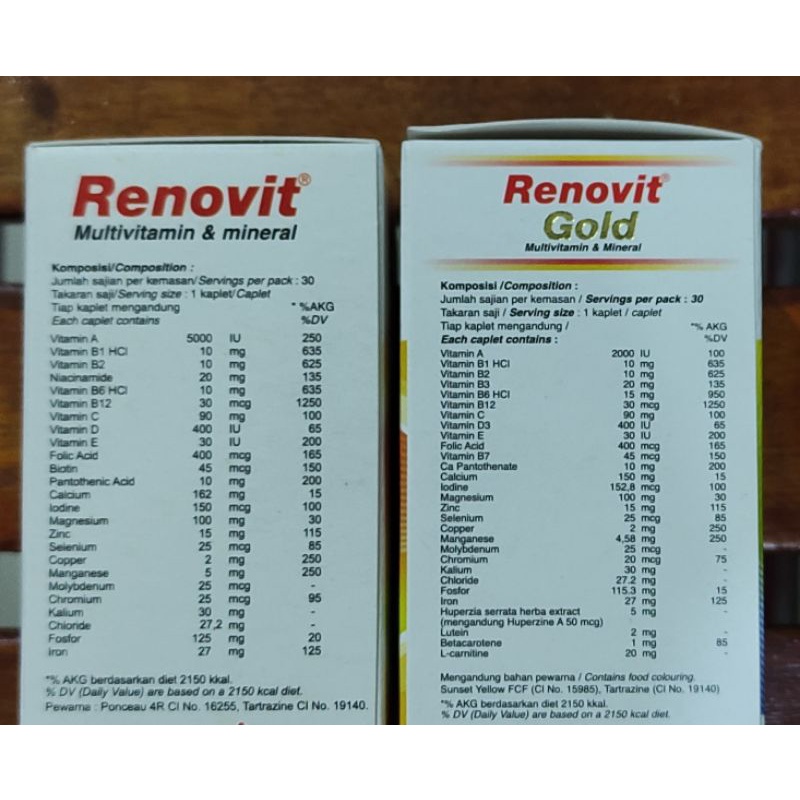 Renovit®
Multivitamin & mineral
Komposisi/Composition :
Jumlah sajian per kemasan/Servings per pack : 30
Takaran saji/Serving size : 1 kaplet/Caplet
Tiap kaplet mengandung * %AKG
Each caplet contains %DV
Vitamin A 5000 IU 250
Vitamin B1 HCl 10 mg 635
Vitamin B2 10 mg 625
Niacinamide 20 mg 135
Vitamin B6 HCl 10 mg 635
Vitamin B12 30 mcg 1250
Vitamin C 90 mg 100
Vitamin D 400 IU 65
Vitamin E 30 IU 200
Folic Acid 400 mcg 165
Biotin 45 mcg 150
Pantothenic Acid 10 mg 200
Calcium 162 mg 15
Iodine 150 mcg 100
Magnesium 100 mg 30
Zinc 15 mg 115
Selenium 25 mcg 85
Copper 2 mg 250
Manganese 5 mg 250
Molybdenum 25 mcg -
Chromium 25 mcg 95
Kalium 30 mg -
Chloride 27,2 mg -
Fosfor 125 mg 20
Iron 27 mg 125
*% AKG berdasarkan diet 2150 kkal.
% DV (Daily Value) are based on a 2150 kcal diet.
Pewarna : Ponceau 4R CI No. 16255, Tartrazine CI No. 19140.
Renovit®
Gold
Multivitamin & Mineral
Komposisi /Composition :
Jumlah sajian per kemasan / Servings per pack : 30
Takaran saji / Serving size : 1 kaplet / caplet
Tiap kaplet mengandung / *% AKG
Each caplet contains : %DV
Vitamin A 2000 IU 100
Vitamin B1 HCl 10 mg 635
Vitamin B2 10 mg 625
Vitamin B3 20 mg 135
Vitamin B6 HCl 15 mg 950
Vitamin B12 30 mcg 1250
Vitamin C 90 mg 100
Vitamin D3 400 IU 65
Vitamin E 30 IU 200
Folic Acid 400 mcg 165
Vitamin B7 45 mcg 150
Ca Pantothenate 10 mg 200
Calcium 150 mg 15
Iodine 152,8 mcg 100
Magnesium 100 mg 30
Zinc 15 mg 115
Selenium 25 mcg 85
Copper 2 mg 250
Manganese 4,58 mg 250
Molybdenum 25 mcg -
Chromium 20 mcg 75
Kalium 30 mg -
Chloride 27.2 mg -
Fosfor 115.3 mg 15
Iron 27 mg 125
Huperzia serrata herba extract 5 mg -
(mengandung Huperzine A 50 mcg)
Lutein 2 mg -
Betacarotene 1 mg 85
L-carnitine 20 mg -
Mengandung bahan pewarna / Contains food colouring.
Sunset Yellow FCF (CI No. 15985), Tartrazine (CI No. 19140)
*% AKG berdasarkan diet 2150 kkal.
% DV (Daily Value) are based on 2150 kcal diet.